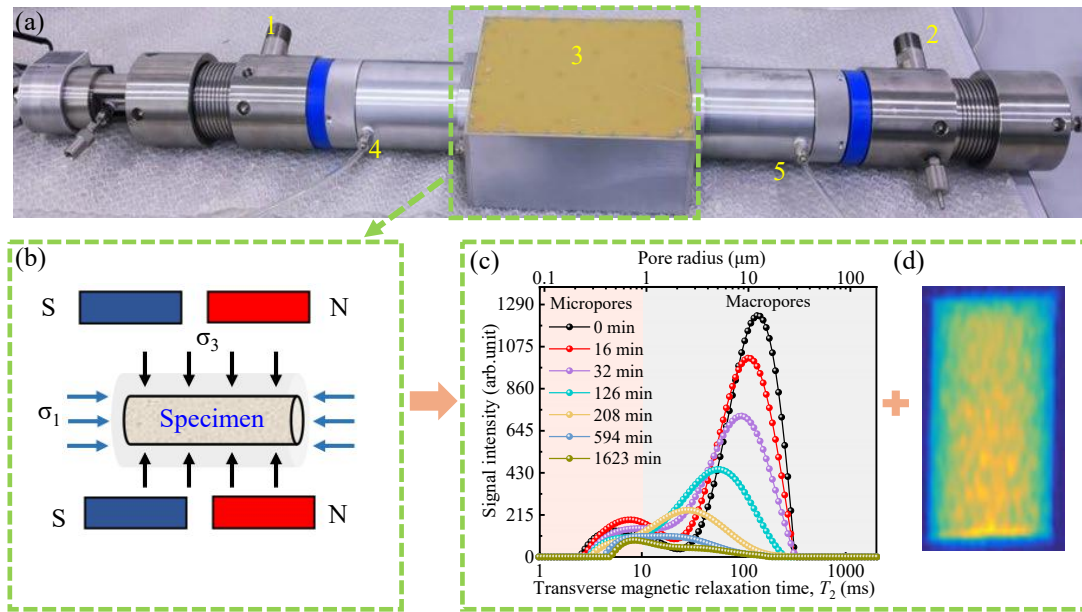 (a)
1
2
3
4
5
(b)
S
N
σ3
σ1
Specimen
S
N
(c)
Pore radius (μm)
0.1 1 10 100
Micropores
Macropores
0 min
16 min
32 min
126 min
208 min
594 min
1623 min
Signal intensity (arb.unit)
1290
1075
860
645
430
215
0
1 10 100 1000
Transverse magnetic relaxation time, T2 (ms)
(d)